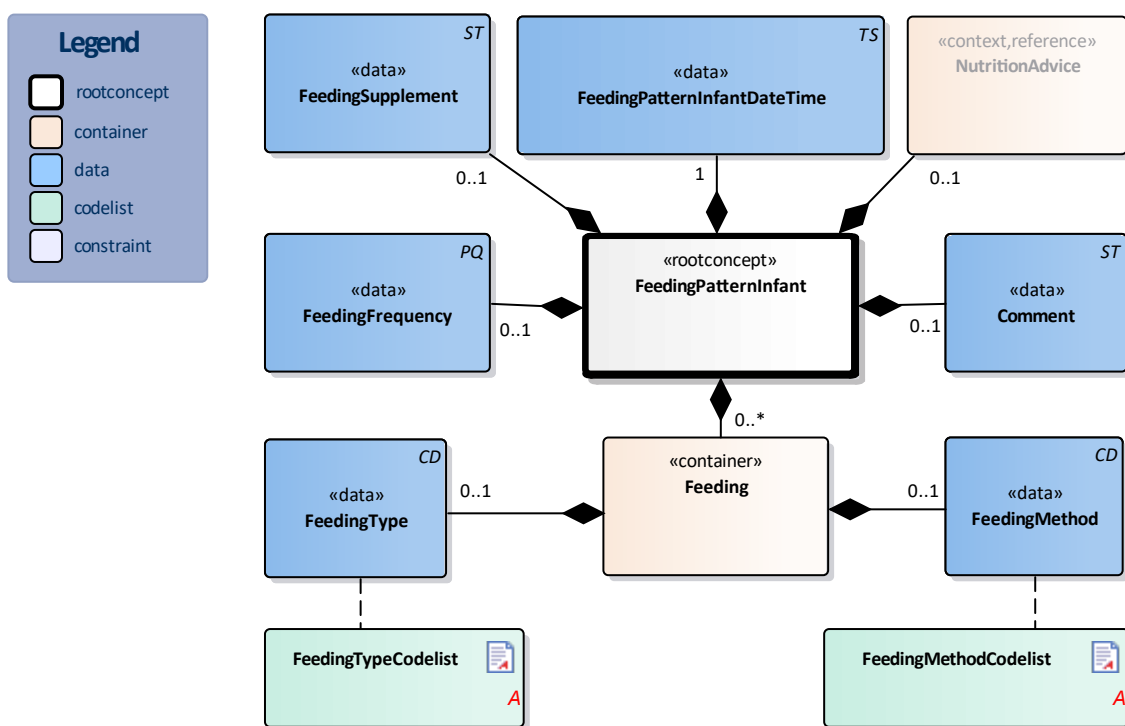 Legend
rootconcept
container
data
codelist
constraint
ST
«data»
FeedingSupplement
TS
«data»
FeedingPatternInfantDateTime
«context,reference»
NutritionAdvice
0..1
1
0..1
PQ
«data»
FeedingFrequency
0..1
«rootconcept»
FeedingPatternInfant
ST
«data»
Comment
0..1
0..*
CD
«data»
FeedingType
0..1
«container»
Feeding
0..1
CD
«data»
FeedingMethod
FeedingTypeCodelist
A
FeedingMethodCodelist
A